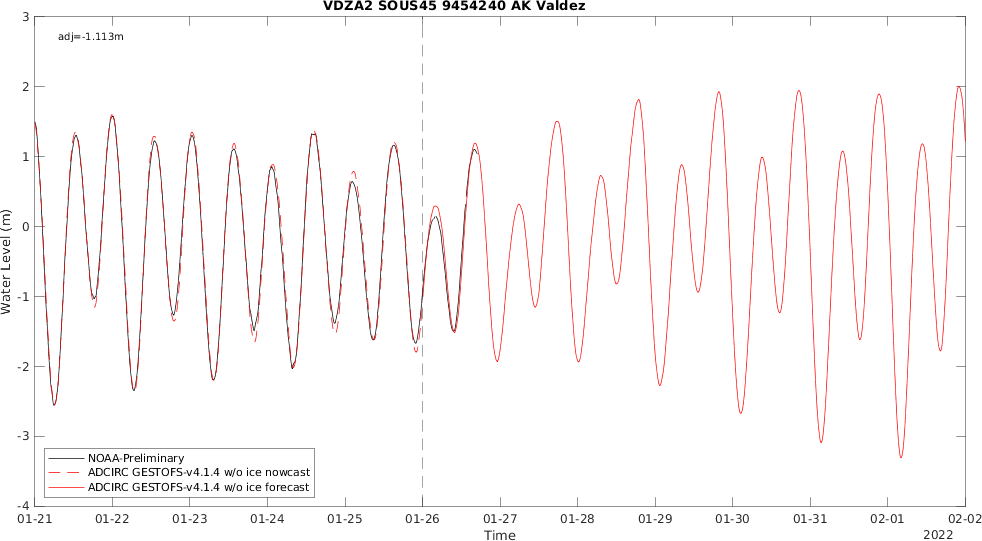 VDZA2 SOUS45 9454240 AK Valdez
adj=-1.113m
3
2
1
0
-1
-2
-3
-4
Water Level (m)
NOAA-Preliminary
ADCIRC GESTOFS-v4.1.4 w/o ice nowcast
ADCIRC GESTOFS-v4.1.4 w/o ice forecast
01-21 01-22 01-23 01-24 01-25 01-26 01-27 01-28 01-29 01-30 01-31 02-01 02-02
Time
2022